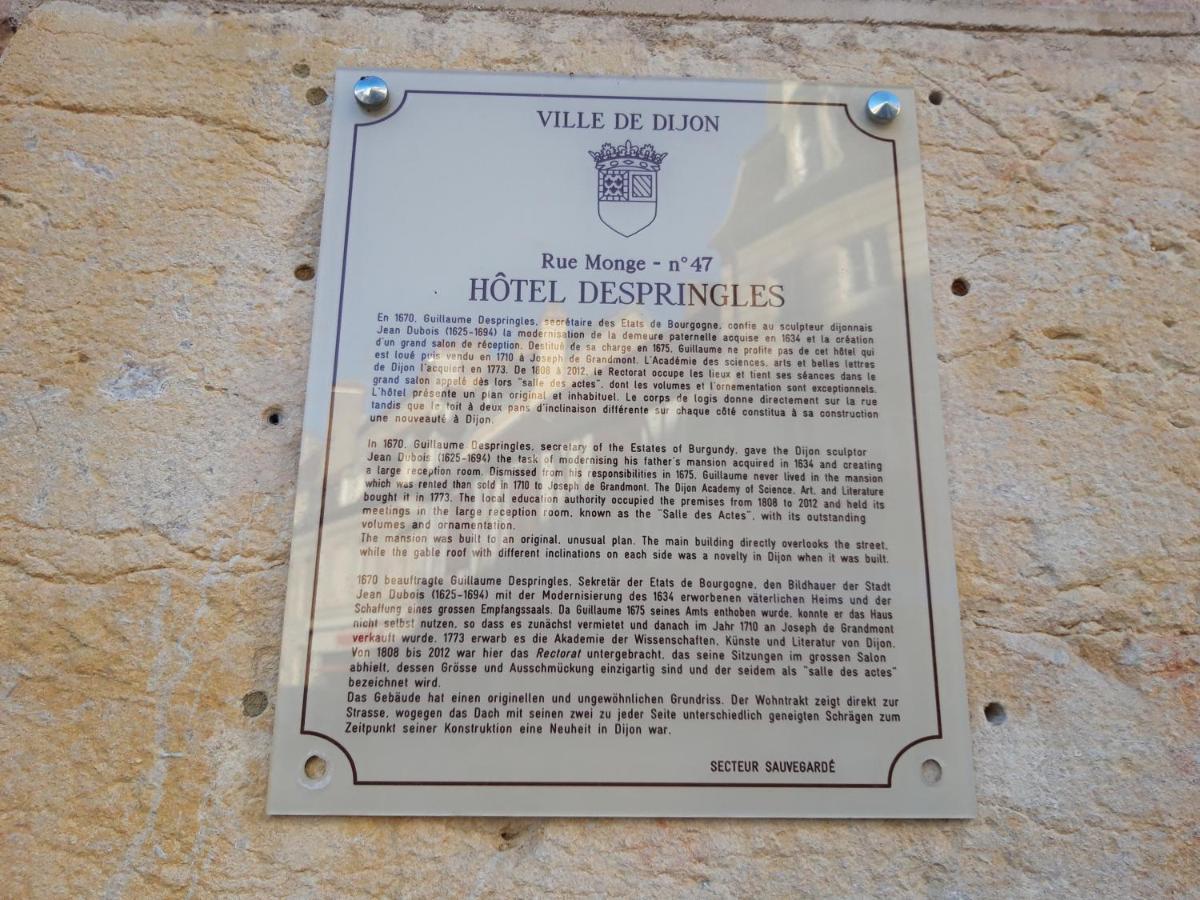 VILLE DE DIJON
Rue Monge - n°47
HÔTEL DESPRINGLES
En 1670, Guillaume Despringles, secrétaire des Etats de Bourgogne, confie au sculpteur dijonnais
Jean Dubois (1625-1694) la modernisation de la demeure paternelle acquise en 1634 et la création
d'un grand salon de réception. Destitué de sa charge en 1675, Guillaume ne profite pas de cet hôtel qui
est loué puis vendu en 1710 à Joseph de Grandmont. L'Académie des sciences, arts et belles lettres
de Dijon l'acquiert en 1773. De 1808 à 2012, le Rectorat occupe les lieux et tient ses séances dans le
grand salon appelé dès lors "salle des actes", dont les volumes et l'ornementation sont exceptionnels.
L'hôtel présente un plan original et inhabituel. Le corps de logis donne directement sur la rue
tandis que le toit à deux pans d'inclinaison différente sur chaque côté constitua à sa construction
une nouveauté à Dijon.
In 1670, Guillaume Despringles, secretary of the Estates of Burgundy, gave the Dijon sculptor
Jean Dubois (1625-1694) the task of modernising his father's mansion acquired in 1634 and creating
a large reception room. Dismissed from his responsibilities in 1675, Guillaume never lived in the mansion
which was rented than sold in 1710 to Joseph de Grandmont. The Dijon Academy of Science, Art, and Literature
bought it in 1773. The local education authority occupied the premises from 1808 to 2012 and held its
meetings in the large reception room, known as the "Salle des Actes", with its outstanding
volumes and ornamentation.
The mansion was built to an original, unusual plan. The main building directly overlooks the street,
while the gable roof with different inclinations on each side was a novelty in Dijon when it was built.
1670 beauftragte Guillaume Despringles, Sekretär der Etats de Bourgogne, den Bildhauer der Stadt
Jean Dubois (1625-1694) mit der Modernisierung des 1634 erworbenen väterlichen Heims und der
Schaffung eines grossen Empfangssaals. Da Guillaume 1675 seines Amts enthoben wurde, konnte er das Haus
nicht selbst nutzen, so dass es zunächst vermietet und danach im Jahr 1710 an Joseph de Grandmont
verkauft wurde. 1773 erwarb es die Akademie der Wissenschaften, Künste und Literatur von Dijon.
Von 1808 bis 2012 war hier das Rectorat untergebracht, das seine Sitzungen im grossen Salon
abhielt, dessen Grösse und Ausschmückung einzigartig sind und der seidem als "salle des actes"
bezeichnet wird.
Das Gebäude hat einen originellen und ungewöhnlichen Grundriss. Der Wohntrakt zeigt direkt zur
Strasse, wogegen das Dach mit seinen zwei zu jeder Seite unterschiedlich geneigten Schrägen zum
Zeitpunkt seiner Konstruktion eine Neuheit in Dijon war.
SECTEUR SAUVEGARDÉ